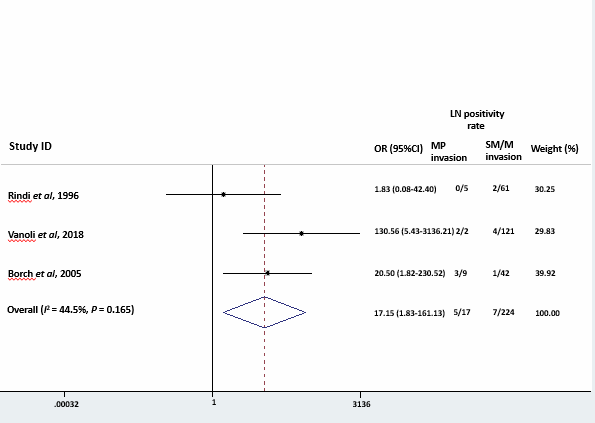 LN positivity
rate
Study ID OR (95%CI) MP invasion SM/M invasion Weight (%)
Rindi et al, 1996 1.83 (0.08-42.40) 0/5 2/61 30.25
Vanoli et al, 2018 130.56 (5.43-3136.21) 2/2 4/121 29.83
Borch et al, 2005 20.50 (1.82-230.52) 3/9 1/42 39.92
Overall (I² = 44.5%, P = 0.165) 17.15 (1.83-161.13) 5/17 7/224 100.00
.00032 1 3136